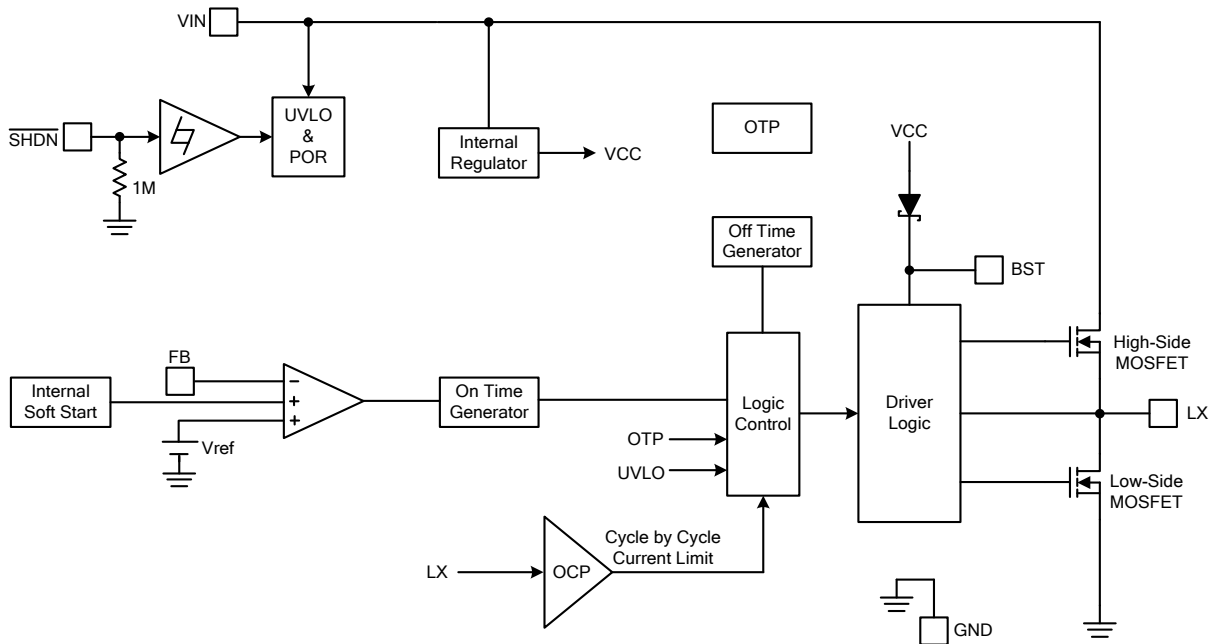 VIN
SHDN
1M
UVLO
&
POR
Internal
Regulator
VCC
OTP
VCC
Off Time
Generator
BST
FB
Internal
Soft Start
−
+
+
Vref
On Time
Generator
Logic
Control
Driver
Logic
High-Side
MOSFET
LX
OTP
UVLO
Low-Side
MOSFET
LX
OCP
Cycle by Cycle
Current Limit
GND